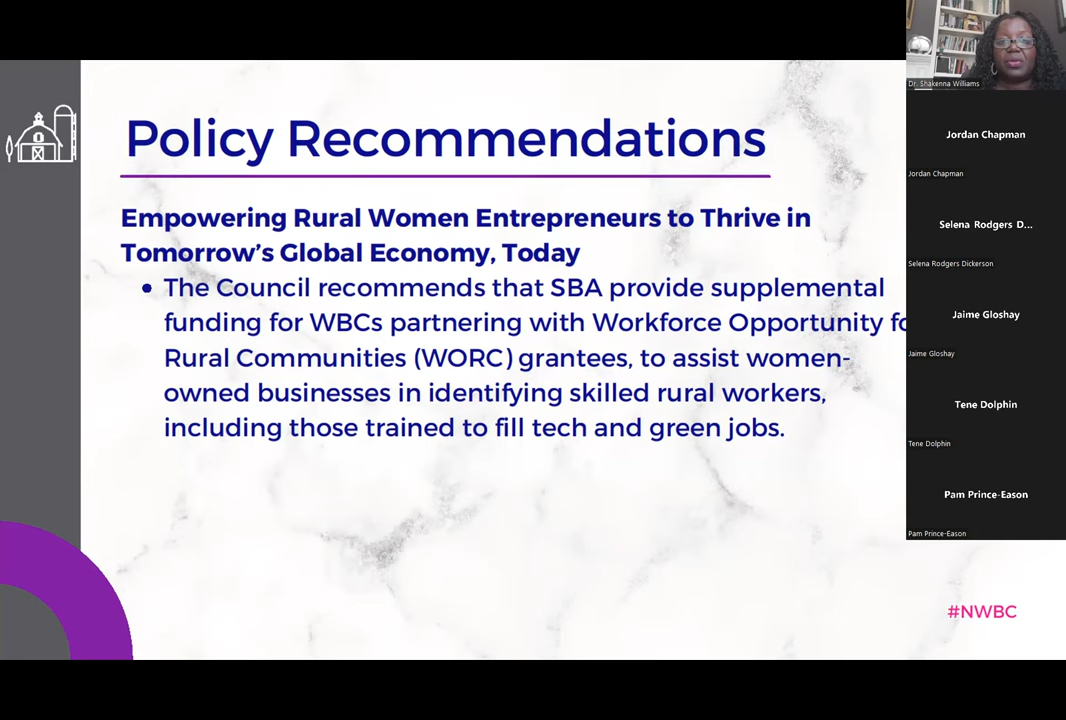 Policy Recommendations
Empowering Rural Women Entrepreneurs to Thrive in
Tomorrow's Global Economy, Today
• The Council recommends that SBA provide supplemental
funding for WBCs partnering with Workforce Opportunity
Rural Communities (WORC) grantees, to assist women-
owned businesses in identifying skilled rural workers,
including those trained to fill tech and green jobs.
#NWBC
Dr. Shakenna Williams
Jordan Chapman
Jordan Chapman
Selena Rodgers D...
Selena Rodgers Dickerson
Jaime Gloshay
Jaime Gloshay
Tene Dolphin
Tene Dolphin
Pam Prince-Eason
Pam Prince-Eason